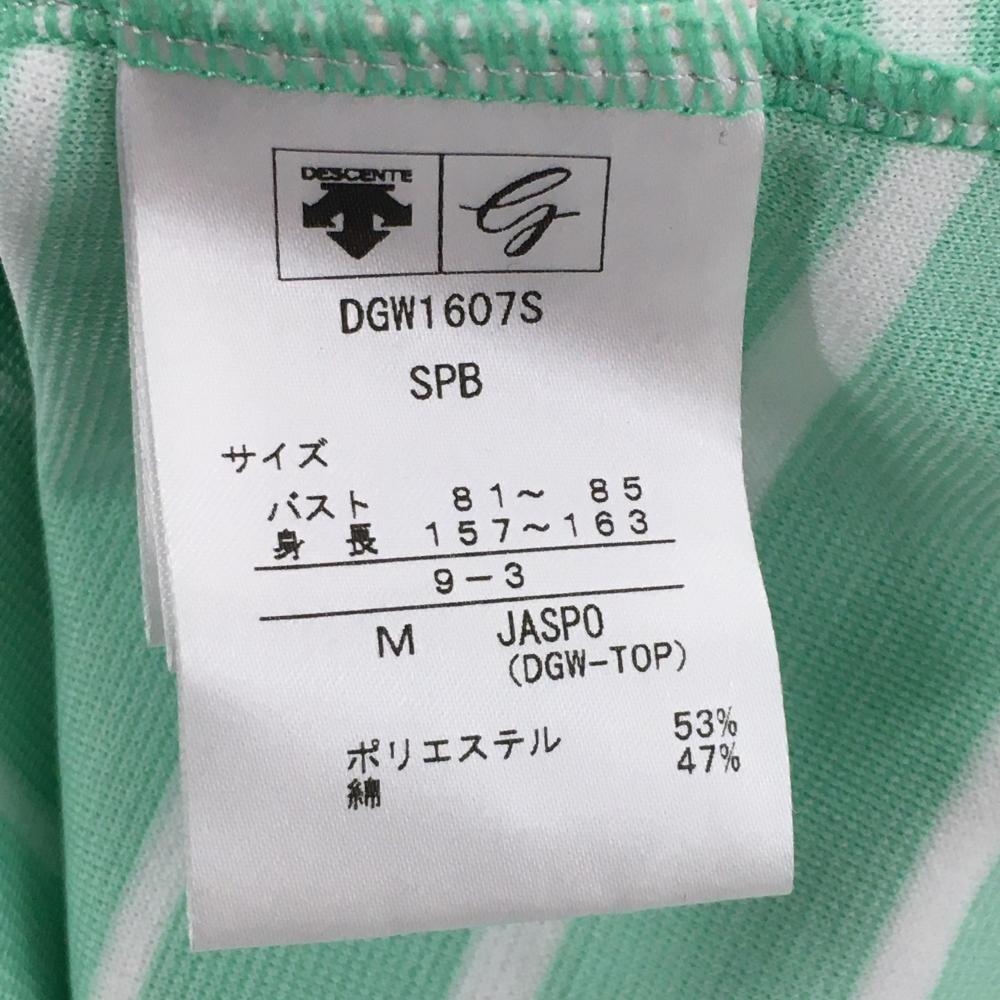 DESCENTE
DGW1607S
SPB
サイズ
バスト 81～ 85
身 長 157～163
9-3
M JASPO
(DGW-TOP)
ポリエステル 53%
綿 47%